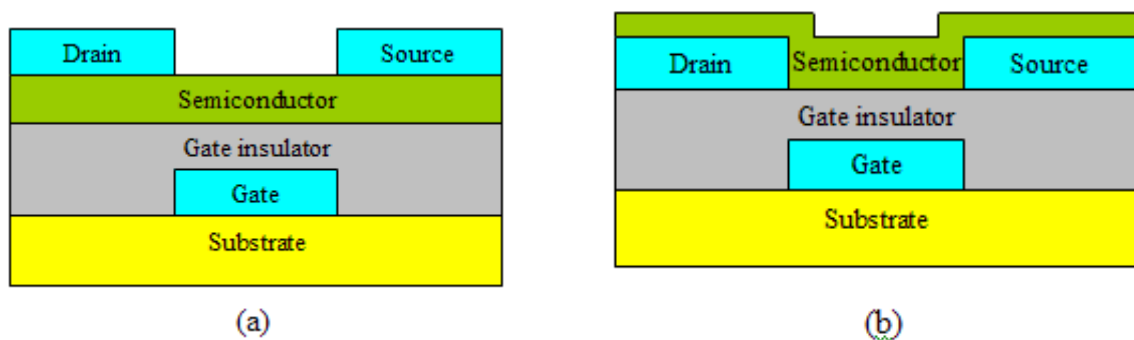 Drain
Source
Semiconductor
Gate insulator
Gate
Substrate
(a)
Drain
Semiconductor
Source
Gate insulator
Gate
Substrate
(b)